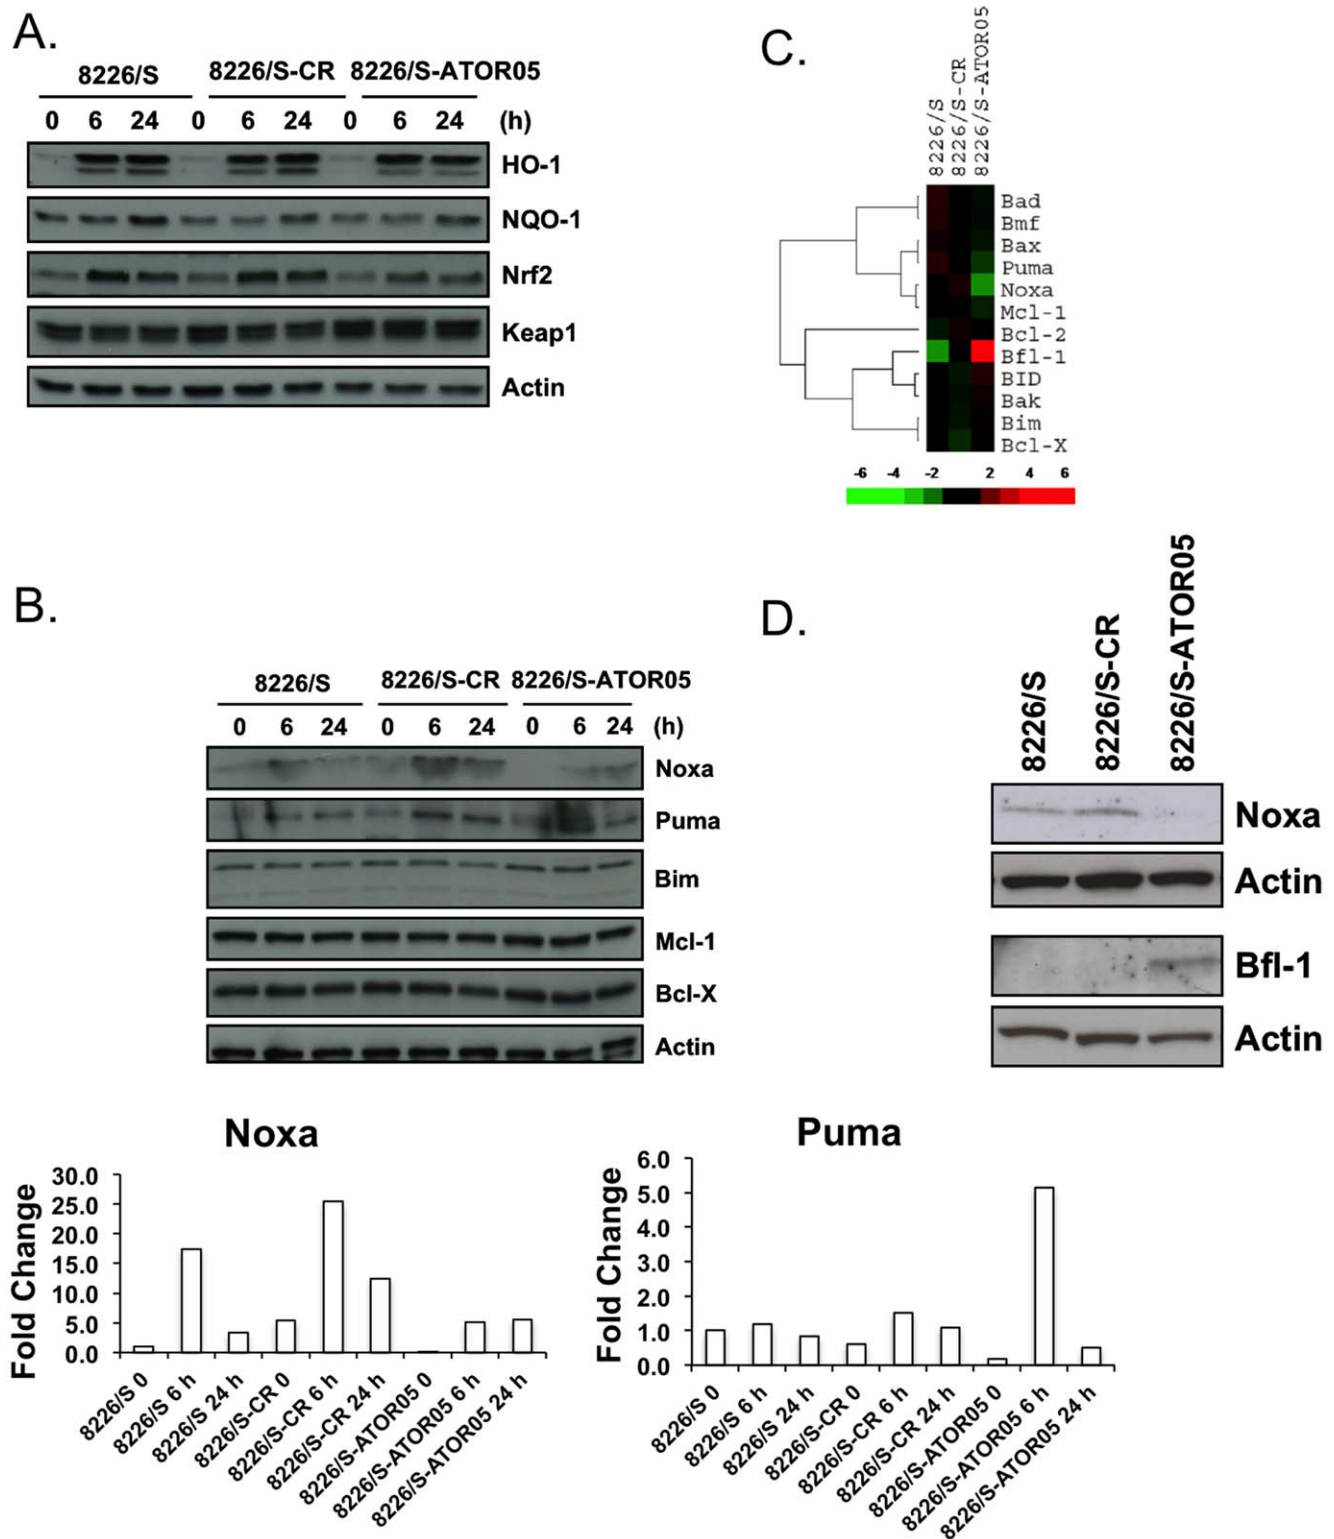 A.
8226/S 8226/S-CR 8226/S-ATOR05
0 6 24 0 6 24 0 6 24 (h)
HO-1
NQO-1
Nrf2
Keap1
Actin
C.
8226/S
8226/S-CR
8226/S-ATOR05
Bad
Bmf
Bax
Puma
Noxa
Mcl-1
Bcl-2
Bfl-1
BID
Bak
Bim
Bcl-X
-6 -4 -2 2 4 6
B.
8226/S 8226/S-CR 8226/S-ATOR05
0 6 24 0 6 24 0 6 24 (h)
Noxa
Puma
Bim
Mcl-1
Bcl-X
Actin
D.
8226/S
8226/S-CR
8226/S-ATOR05
Noxa
Actin
Bfl-1
Actin
Noxa
Fold Change
30.0
25.0
20.0
15.0
10.0
5.0
0.0
8226/S 0
8226/S 6 h
8226/S 24 h
8226/S-CR 0
8226/S-CR 6 h
8226/S-CR 24 h
8226/S-ATOR05 0
8226/S-ATOR05 6 h
8226/S-ATOR05 24 h
Puma
Fold Change
6.0
5.0
4.0
3.0
2.0
1.0
0.0
8226/S 0
8226/S 6 h
8226/S 24 h
8226/S-CR 0
8226/S-CR 6 h
8226/S-CR 24 h
8226/S-ATOR05 0
8226/S-ATOR05 6 h
8226/S-ATOR05 24 h